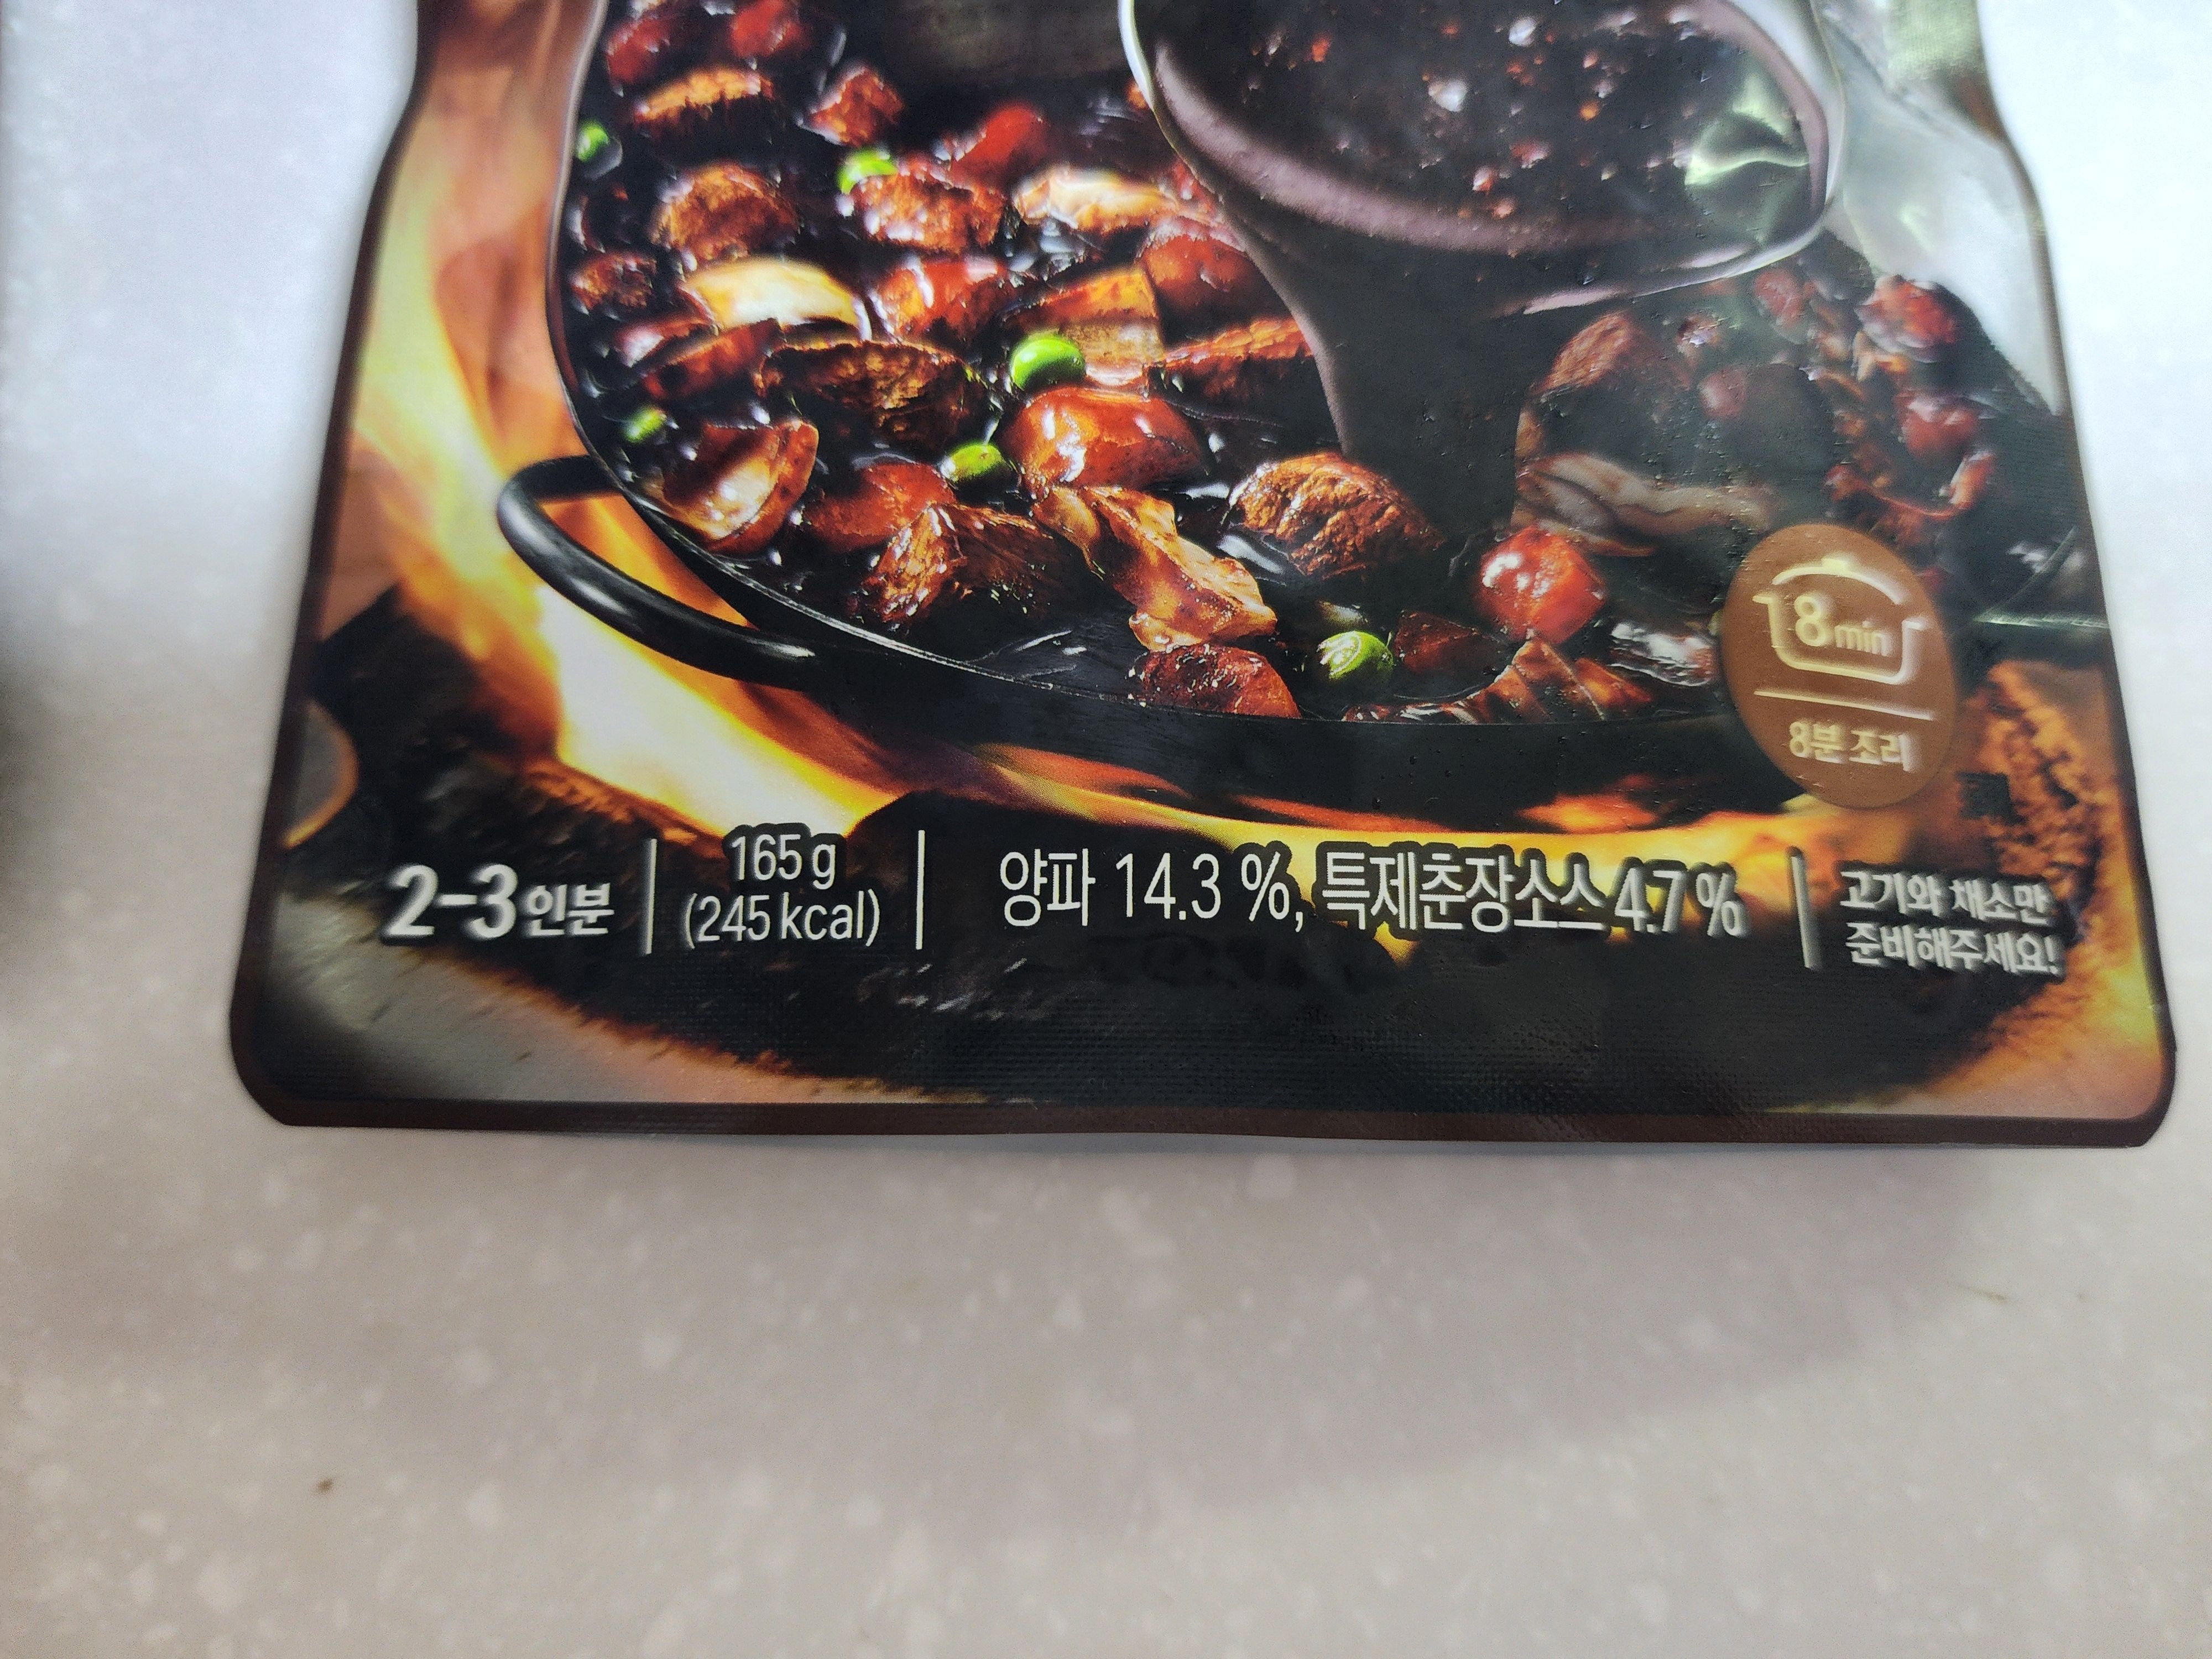 8min
8분 조리
2-3인분
165 g
(245 kcal)
양파 14.3 %, 특제춘장소스 4.7 %
고기와 채소만
준비해주세요!